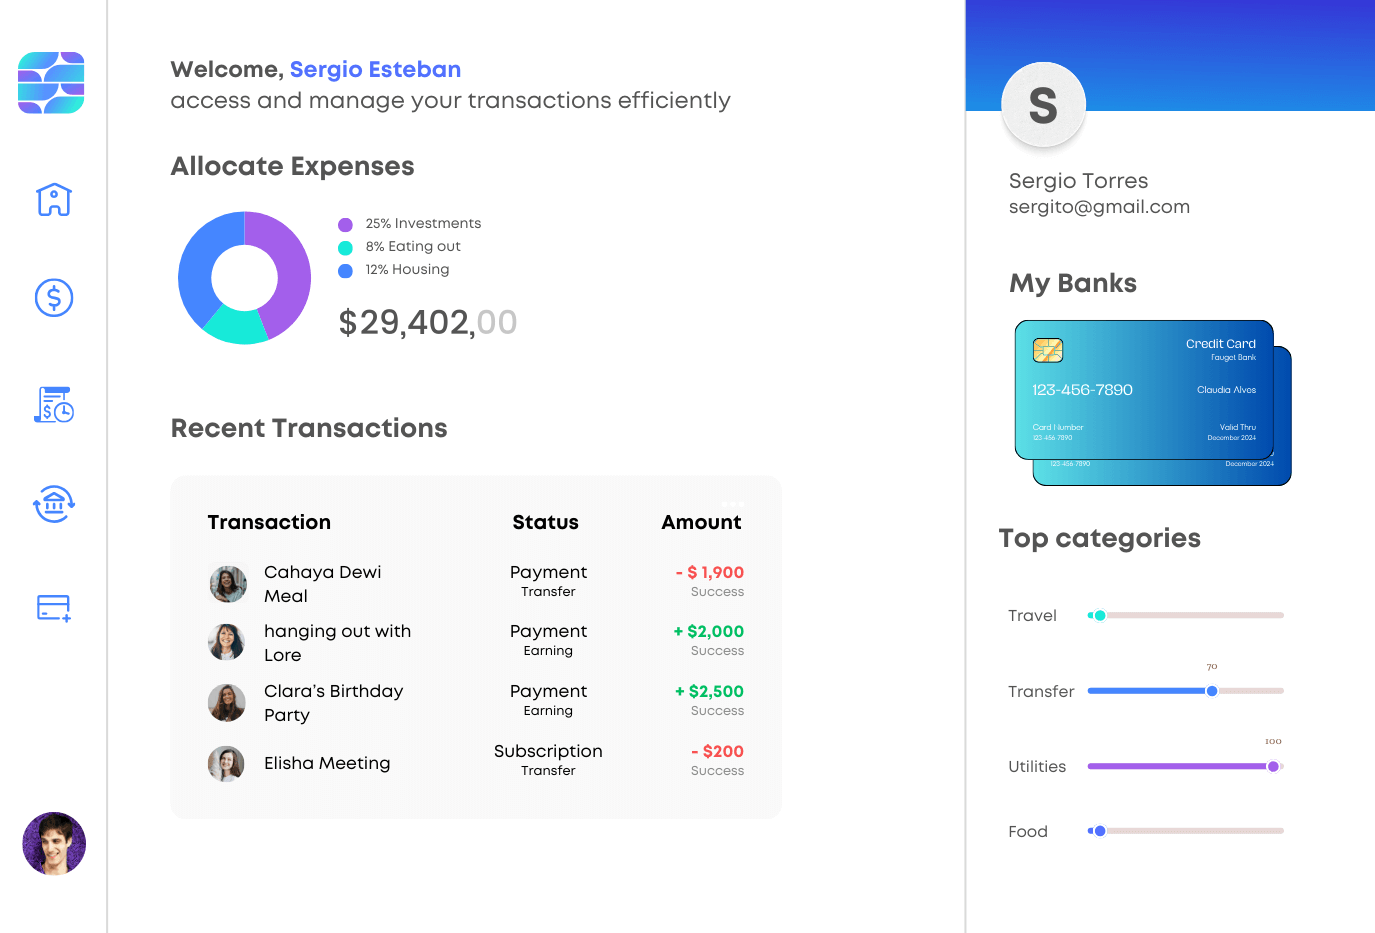 Welcome, Sergio Esteban
access and manage your transactions efficiently
Allocate Expenses
25% Investments
8% Eating out
12% Housing
$29,402,00
Recent Transactions
Transaction Status Amount
Cahaya Dewi
Meal
Payment
Transfer
- $ 1,900
Success
hanging out with
Lore
Payment
Earning
+ $2,000
Success
Clara’s Birthday
Party
Payment
Earning
+ $2,500
Success
Elisha Meeting
Subscription
Transfer
- $200
Success
S
Sergio Torres
sergito@gmail.com
My Banks
Credit Card
Fauget Bank
123-456-7890
Claudia Alves
Card Number
123-456-7890
Valid Thru
December 2024
123-456-7890
December 2024
Top categories
Travel
70
Transfer
100
Utilities
Food